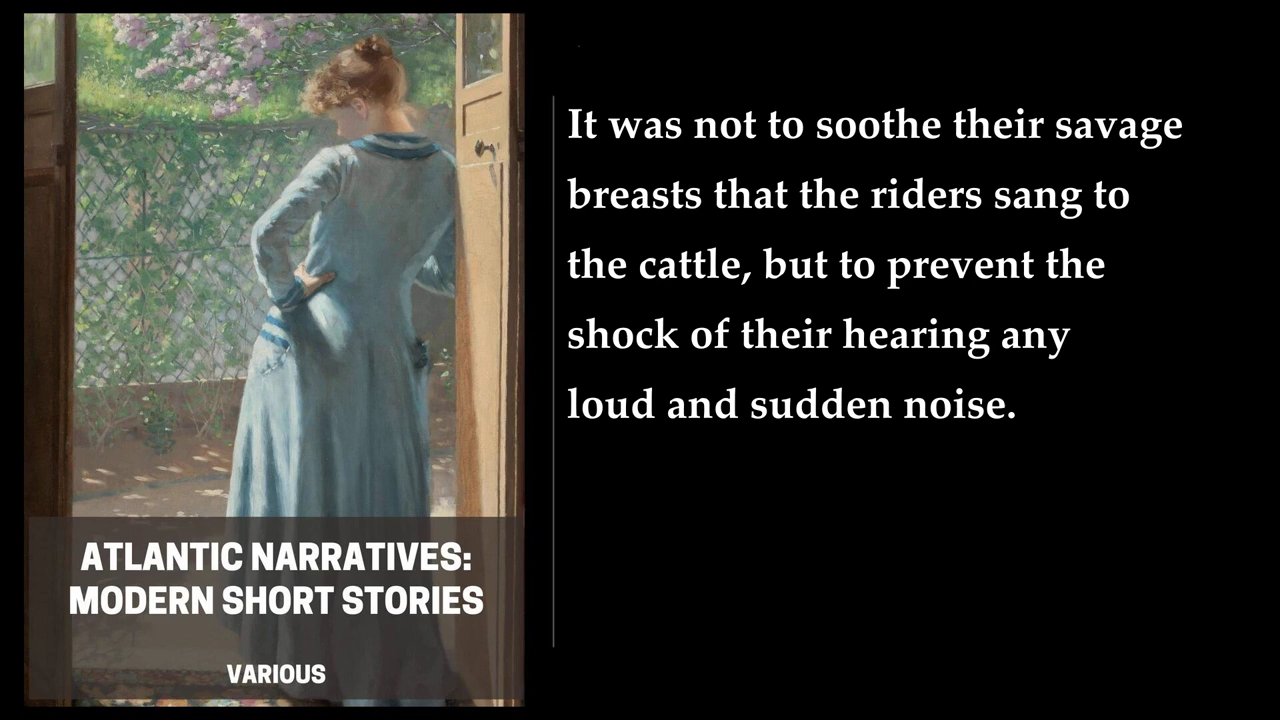 It was not to soothe their savage
breasts that the riders sang to
the cattle, but to prevent the
shock of their hearing any
loud and sudden noise.
ATLANTIC NARRATIVES:
MODERN SHORT STORIES
VARIOUS